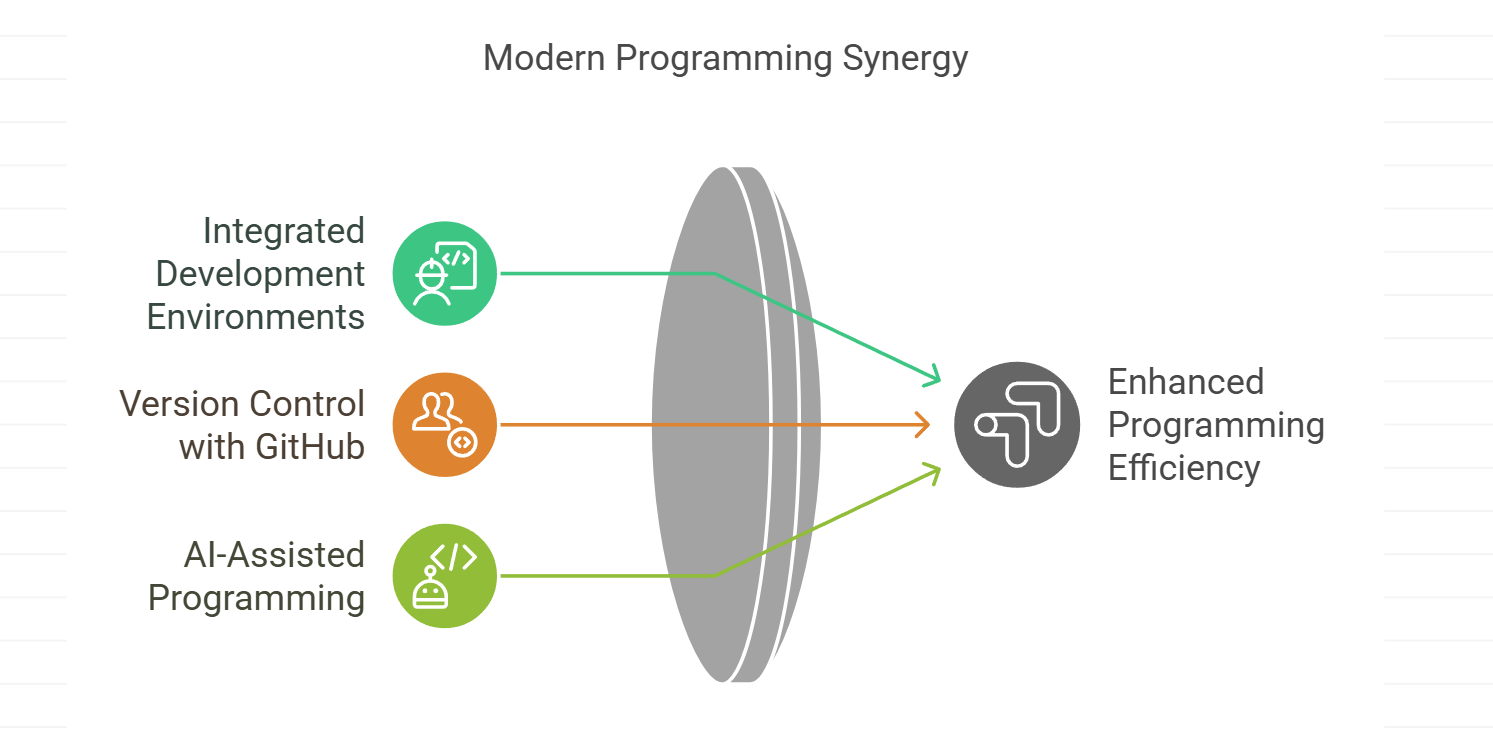 Modern Programming Synergy
Integrated
Development
Environments
Version Control
with GitHub
AI-Assisted
Programming
Enhanced
Programming
Efficiency